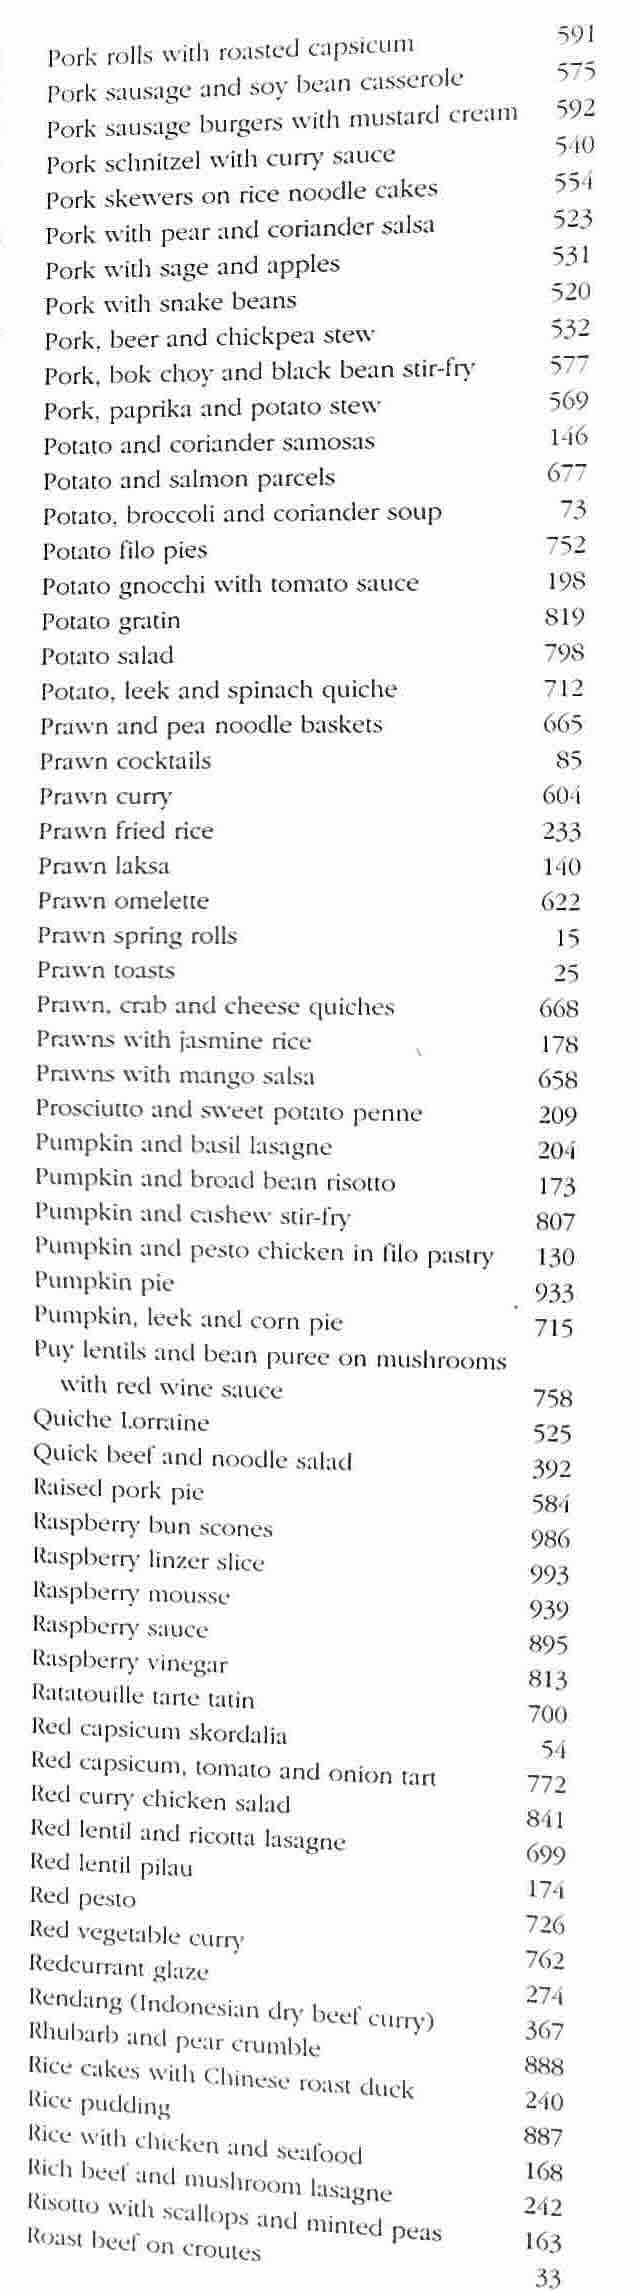 Pork rolls with roasted capsicum 591
Pork sausage and soy bean casserole 575
Pork sausage burgers with mustard cream 592
Pork schnitzel with curry sauce 540
Pork skewers on rice noodle cakes 554
Pork with pear and coriander salsa 523
Pork with sage and apples 531
Pork with snake beans 520
Pork, beer and chickpea stew 532
Pork, bok choy and black bean stir-fry 577
Pork, paprika and potato stew 569
Potato and coriander samosas 146
Potato and salmon parcels 677
Potato, broccoli and coriander soup 73
Potato filo pies 752
Potato gnocchi with tomato sauce 198
Potato gratin 819
Potato salad 798
Potato, leek and spinach quiche 712
Prawn and pea noodle baskets 665
Prawn cocktails 85
Prawn curry 604
Prawn fried rice 233
Prawn laksa 140
Prawn omelette 622
Prawn spring rolls 15
Prawn toasts 25
Prawn, crab and cheese quiches 668
Prawns with jasmine rice 178
Prawns with mango salsa 658
Prosciutto and sweet potato penne 209
Pumpkin and basil lasagne 204
Pumpkin and broad bean risotto 173
Pumpkin and cashew stir-fry 807
Pumpkin and pesto chicken in filo pastry 130
Pumpkin pie 933
Pumpkin, leek and corn pie 715
Puy lentils and bean puree on mushrooms
with red wine sauce 758
Quiche Lorraine 525
Quick beef and noodle salad 392
Raised pork pie 584
Raspberry bun scones 986
Raspberry linzer slice 993
Raspberry mousse 939
Raspberry sauce 895
Raspberry vinegar 813
Ratatouille tarte tatin 700
Red capsicum skordalia 54
Red capsicum, tomato and onion tart 772
Red curry chicken salad 841
Red lentil and ricotta lasagne 699
Red lentil pilau 174
Red pesto 726
Red vegetable curry 762
Redcurrant glaze 274
Rendang (Indonesian dry beef curry) 367
Rhubarb and pear crumble 888
Rice cakes with Chinese roast duck 240
Rice pudding 887
Rice with chicken and seafood 168
Rich beef and mushroom lasagne 242
Risotto with scallops and minted peas 163
Roast beef on croutes 33